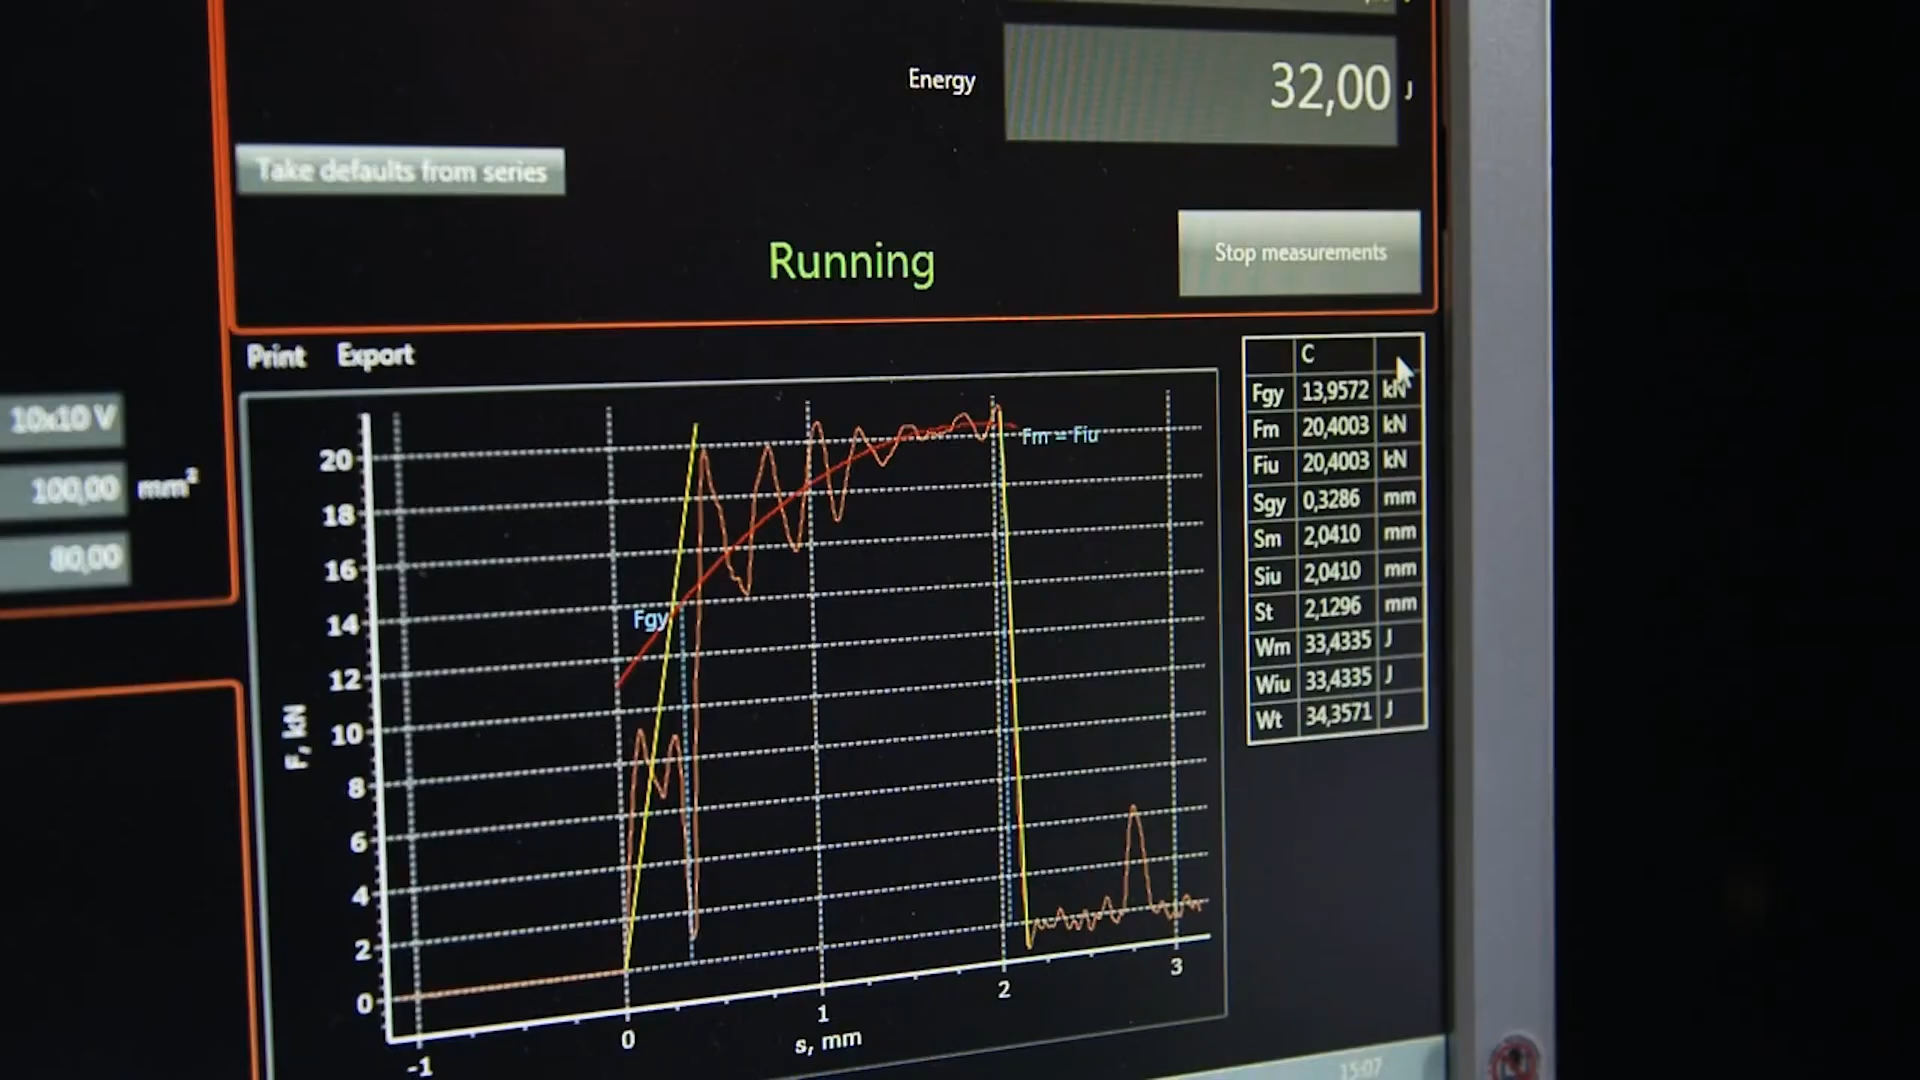 Energy 32,00 J
Take defaults from series
Running
Stop measurements
Print Export
10x10 V
100,00 mm²
80,00
C
Fgy 13,9572 kN
Fm 20,4003 kN
Fiu 20,4003 kN
Sgy 0,3286 mm
Sm 2,0410 mm
Siu 2,0410 mm
St 2,1296 mm
Wm 33,4335 J
Wiu 33,4335 J
Wt 34,3571 J
Fm = Fiu
Fgy
F, kN
20
18
16
14
12
10
8
6
4
2
0
-1 0 1 2 3
s, mm
15:07